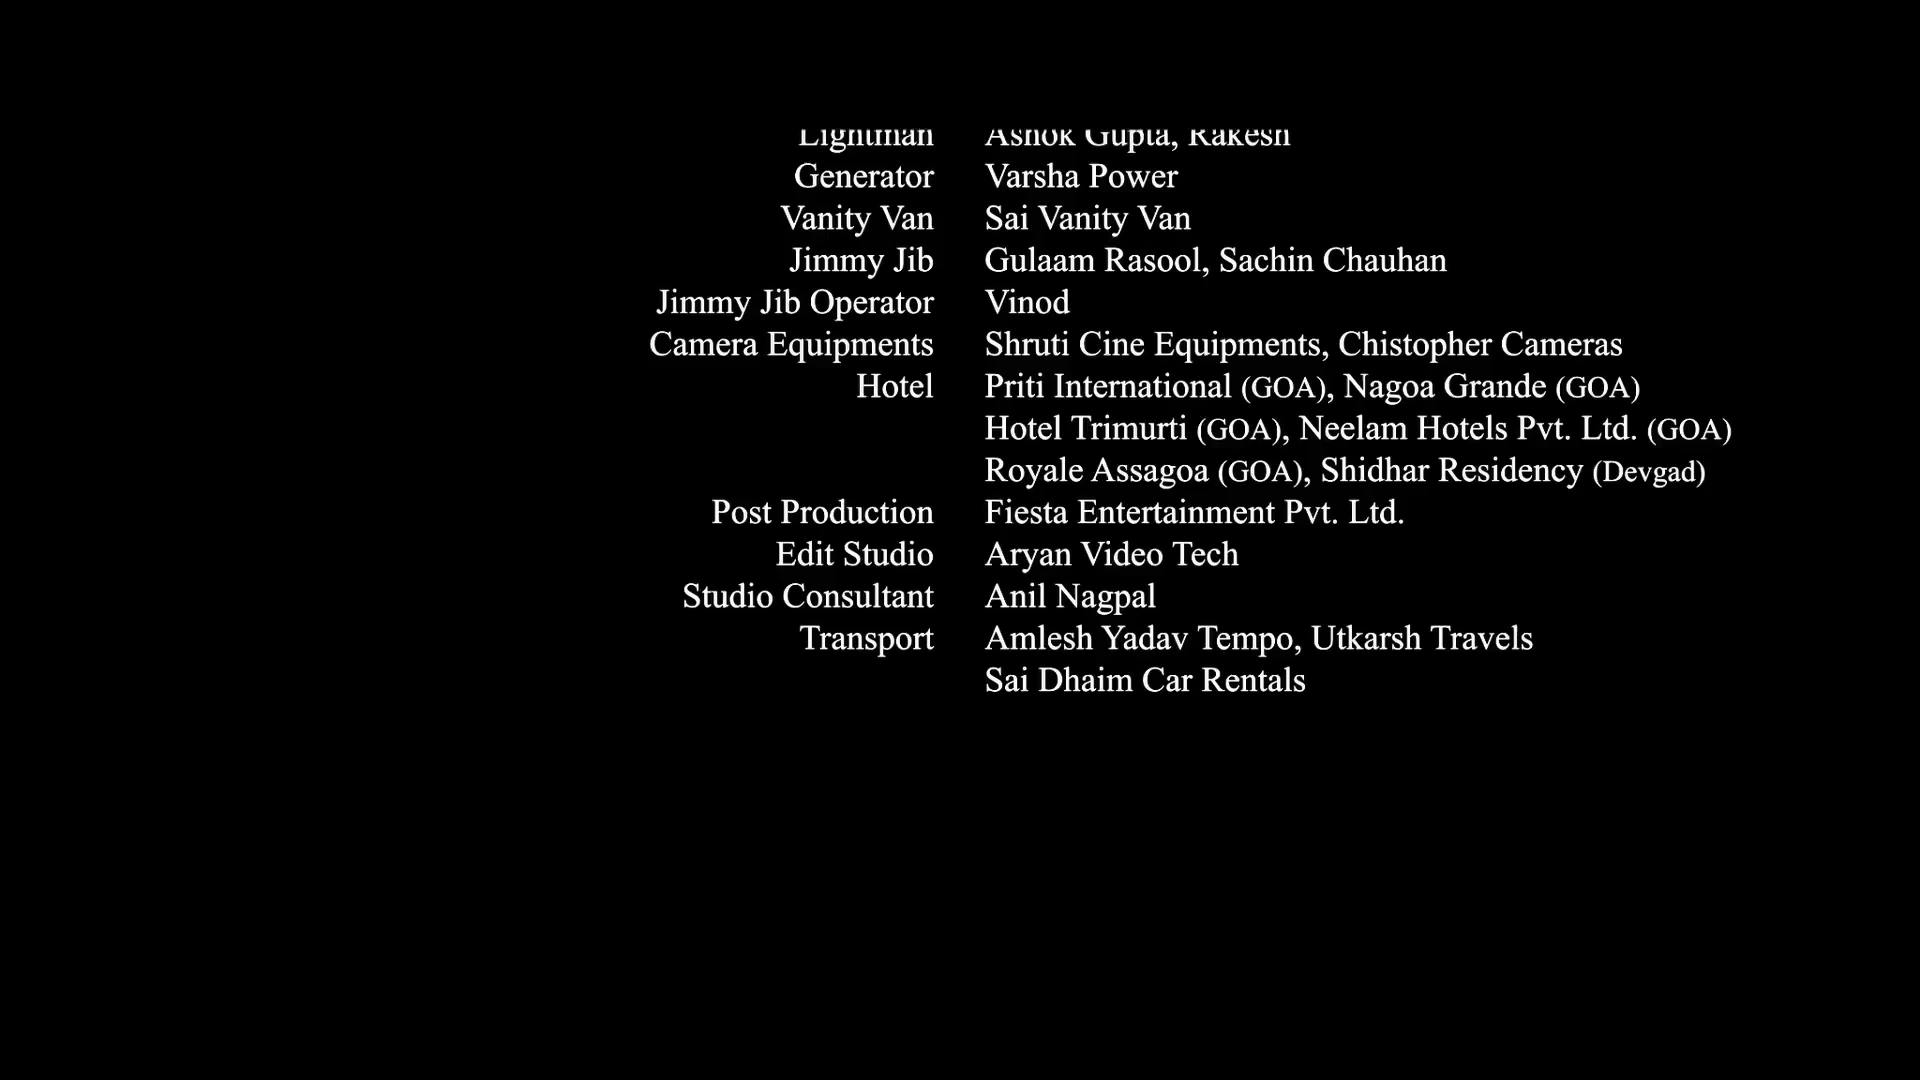 Lightman Ashok Gupta, Rakesh
Generator Varsha Power
Vanity Van Sai Vanity Van
Jimmy Jib Gulaam Rasool, Sachin Chauhan
Jimmy Jib Operator Vinod
Camera Equipments Shruti Cine Equipments, Chistopher Cameras
Hotel Priti International (GOA), Nagoa Grande (GOA)
Hotel Trimurti (GOA), Neelam Hotels Pvt. Ltd. (GOA)
Royale Assagoa (GOA), Shidhar Residency (Devgad)
Post Production Fiesta Entertainment Pvt. Ltd.
Edit Studio Aryan Video Tech
Studio Consultant Anil Nagpal
Transport Amlesh Yadav Tempo, Utkarsh Travels
Sai Dhaim Car Rentals